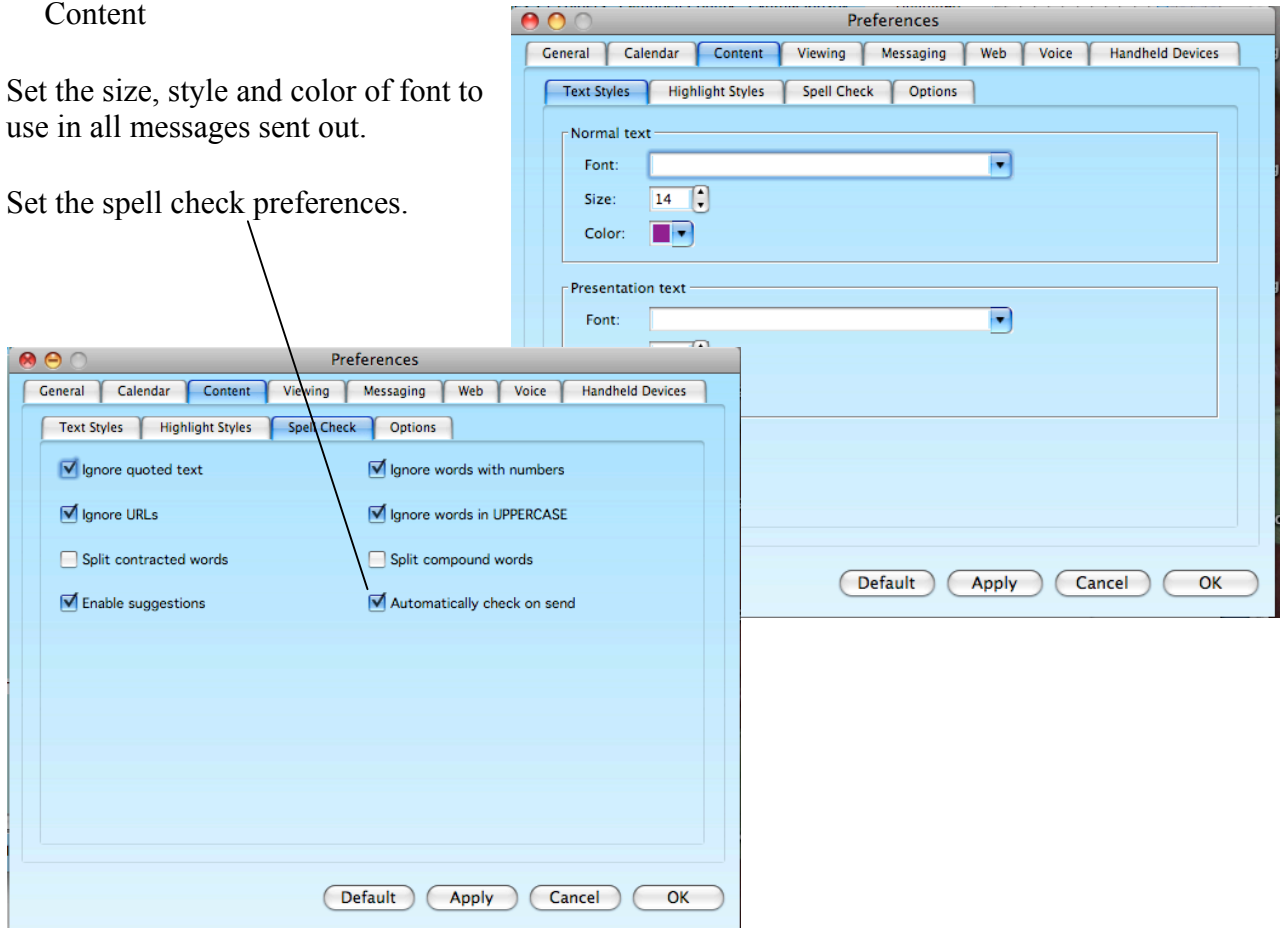 Content
Set the size, style and color of font to
use in all messages sent out.
Set the spell check preferences.
Preferences
General Calendar Content Viewing Messaging Web Voice Handheld Devices
Text Styles Highlight Styles Spell Check Options
Normal text
Font:
Size: 14
Color:
Presentation text
Font:
Default Apply Cancel OK
Preferences
General Calendar Content Viewing Messaging Web Voice Handheld Devices
Text Styles Highlight Styles Spell Check Options
Ignore quoted text Ignore words with numbers
Ignore URLs Ignore words in UPPERCASE
Split contracted words Split compound words
Enable suggestions Automatically check on send
Default Apply Cancel OK